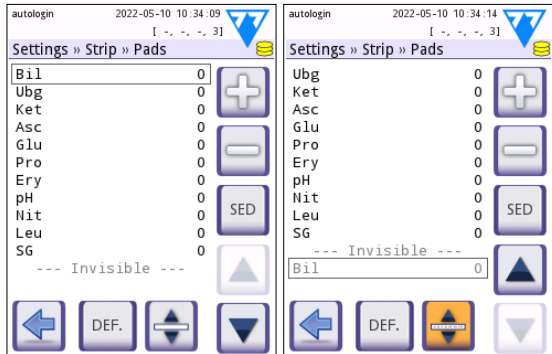 autologin 2022-05-10 10:34:09
[ -, -, -, 3]
Settings » Strip » Pads
Bil 0
Ubg 0
Ket 0
Asc 0
Glu 0
Pro 0
Ery 0
pH 0
Nit 0
Leu 0
SG 0
--- Invisible ---
SED
DEF.
autologin 2022-05-10 10:34:14
[ -, -, -, 3]
Settings » Strip » Pads
Ubg 0
Ket 0
Asc 0
Glu 0
Pro 0
Ery 0
pH 0
Nit 0
Leu 0
SG 0
--- Invisible ---
Bil 0
SED
DEF.